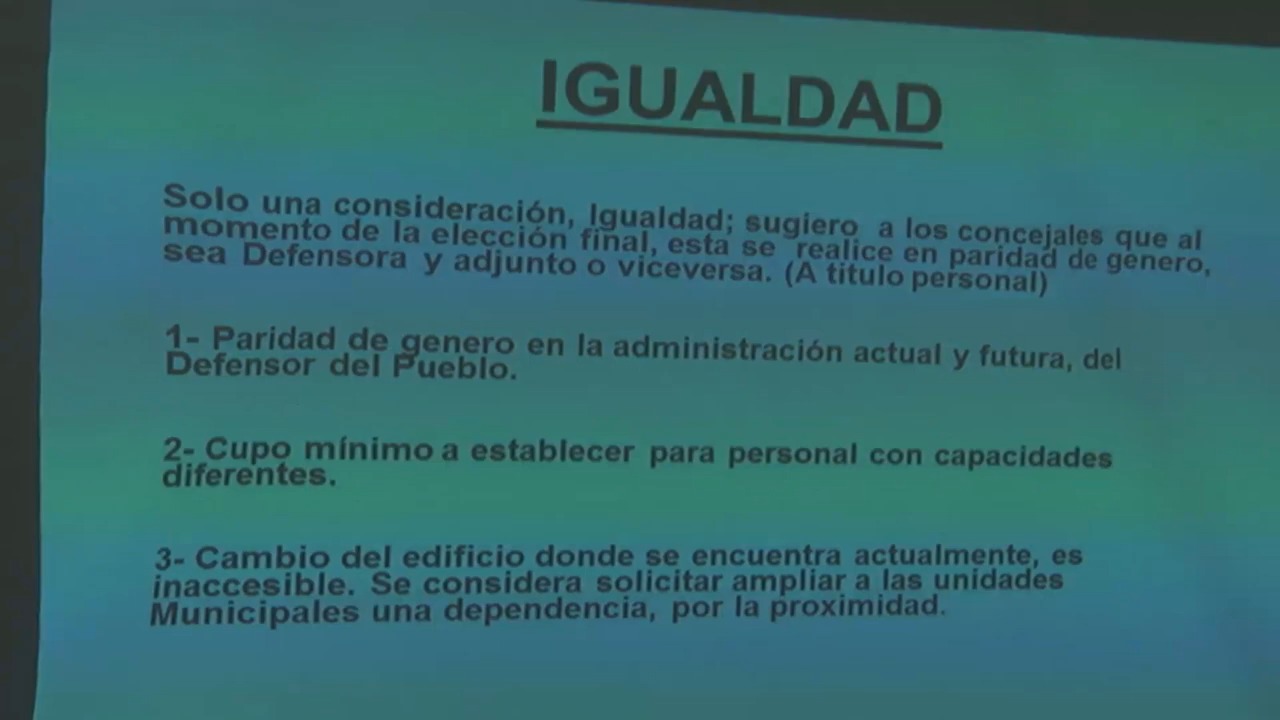 IGUALDAD
Solo una consideración, Igualdad; sugiero a los concejales que al
momento de la elección final, esta se realice en paridad de genero,
sea Defensora y adjunto o viceversa. (A titulo personal)
1- Paridad de genero en la administración actual y futura, del
Defensor del Pueblo.
2- Cupo mínimo a establecer para personal con capacidades
diferentes.
3- Cambio del edificio donde se encuentra actualmente, es
inaccesible. Se considera solicitar ampliar a las unidades
Municipales una dependencia, por la proximidad.